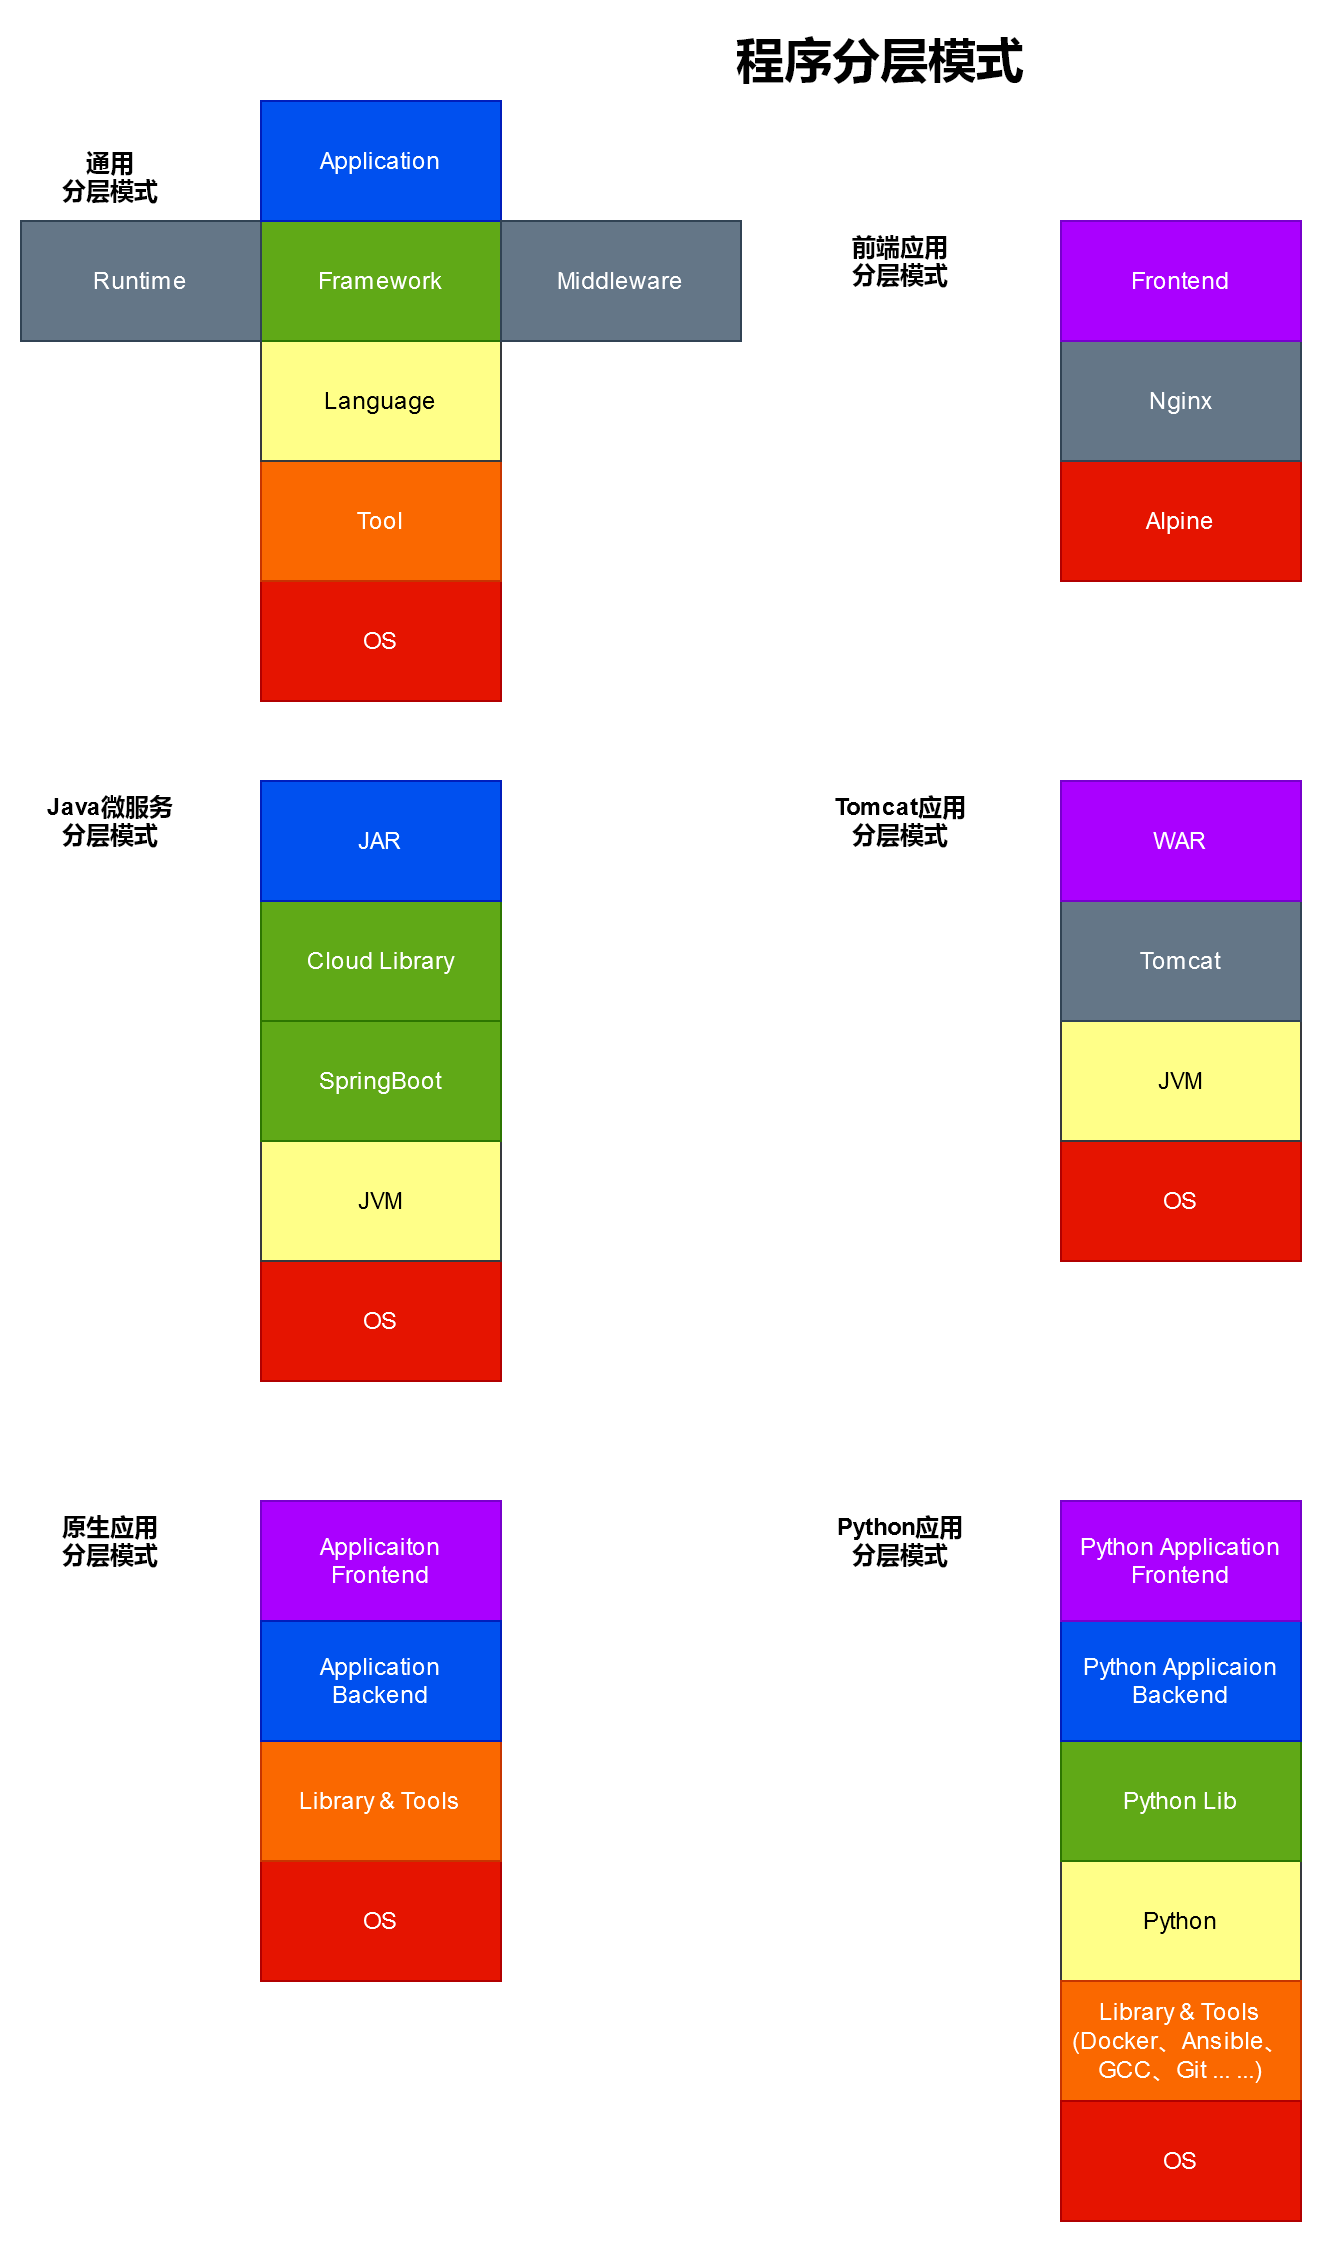 程序分层模式
通用
分层模式
Application
Runtime
Framework
Middleware
Language
Tool
OS
前端应用
分层模式
Frontend
Nginx
Alpine
Java微服务
分层模式
JAR
Cloud Library
SpringBoot
JVM
OS
Tomcat应用
分层模式
WAR
Tomcat
JVM
OS
原生应用
分层模式
Applicaiton
Frontend
Application
Backend
Library & Tools
OS
Python应用
分层模式
Python Application
Frontend
Python Applicaion
Backend
Python Lib
Python
Library & Tools
(Docker、Ansible、
GCC、Git ... ...)
OS